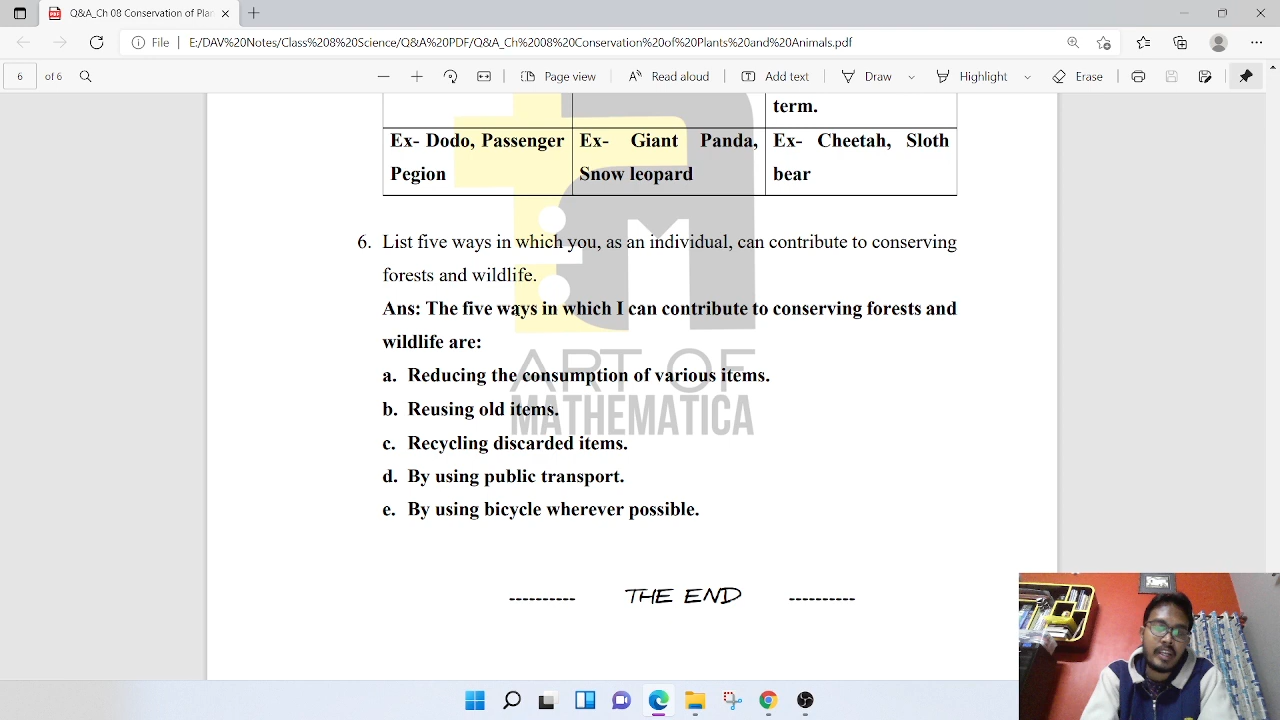 Q&A_Ch 08 Conservation of Pla
File E:/DAV%20Notes/Class%208%20Science/Q&A%20PDF/Q&A_Ch%2008%20Conservation%20of%20Plants%20and%20Animals.pdf
6 of 6 Page view Read aloud Add text Draw Highlight Erase
term.
Ex- Dodo, Passenger Pegion
Ex- Giant Panda, Snow leopard
Ex- Cheetah, Sloth bear
6. List five ways in which you, as an individual, can contribute to conserving
forests and wildlife.
Ans: The five ways in which I can contribute to conserving forests and
wildlife are:
a. Reducing the consumption of various items.
b. Reusing old items.
c. Recycling discarded items.
d. By using public transport.
e. By using bicycle wherever possible.
ART OF
MATHEMATICA
---------- THE END ----------